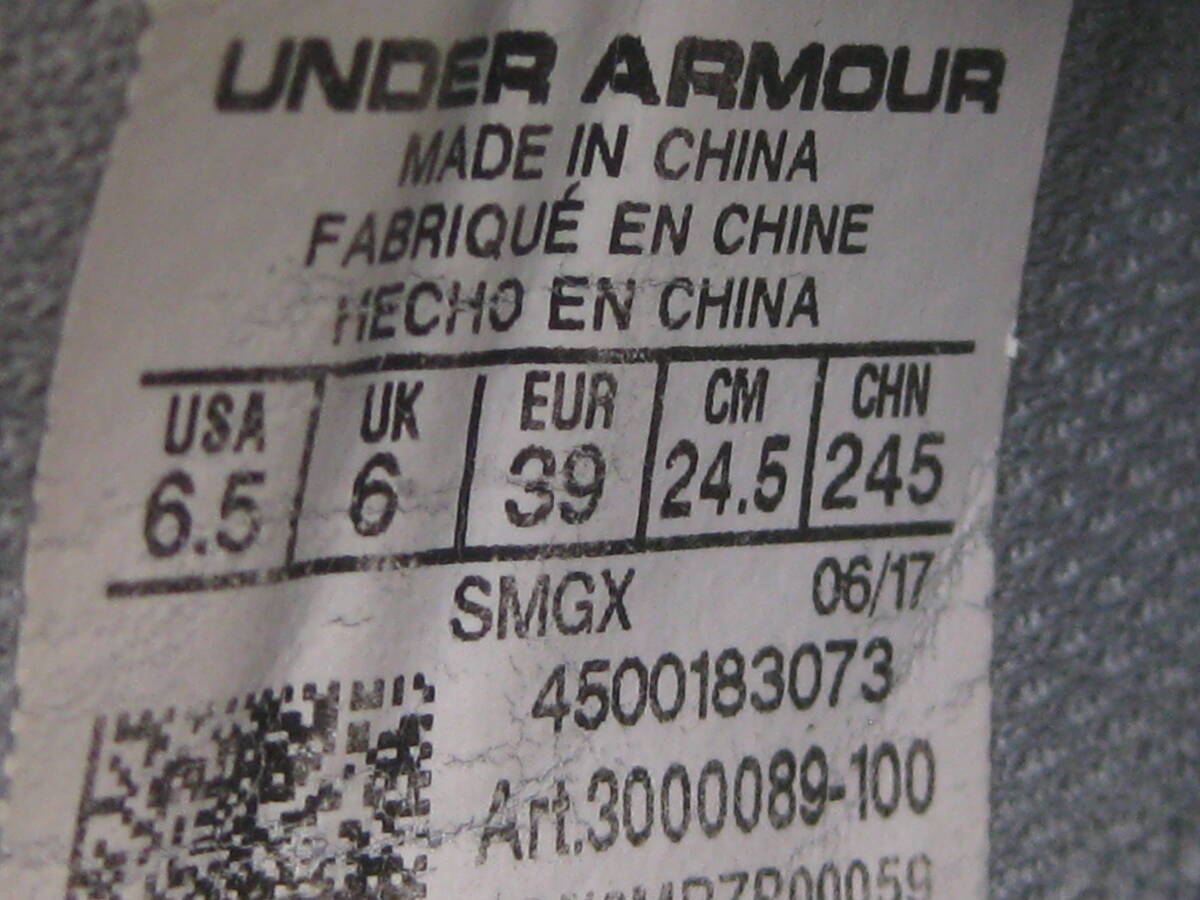 UNDER ARMOUR
MADE IN CHINA
FABRIQUÉ EN CHINE
HECHO EN CHINA
USA UK EUR CM CHN
6.5 6 39 24.5 245
SMGX 06/17
4500183073
Art.3000089-100